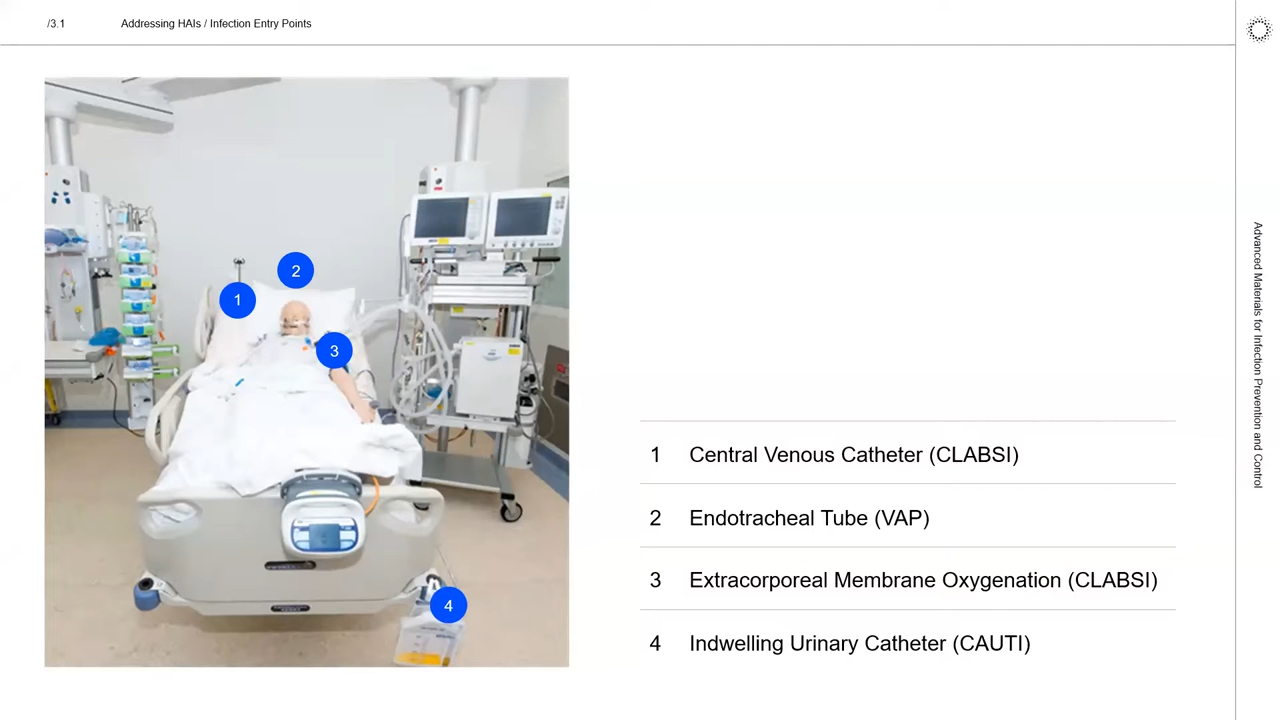 /3.1 Addressing HAIs / Infection Entry Points
1
2
3
4
1 Central Venous Catheter (CLABSI)
2 Endotracheal Tube (VAP)
3 Extracorporeal Membrane Oxygenation (CLABSI)
4 Indwelling Urinary Catheter (CAUTI)
Advanced Materials for Infection Prevention and Control